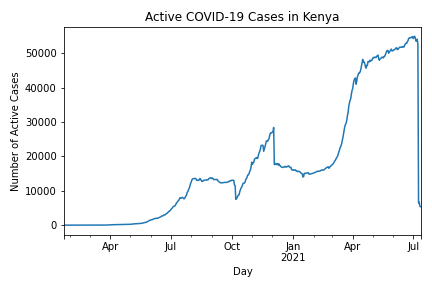 Active COVID-19 Cases in Kenya
Number of Active Cases
50000
40000
30000
20000
10000
0
Apr Jul Oct Jan Apr Jul
2021
Day